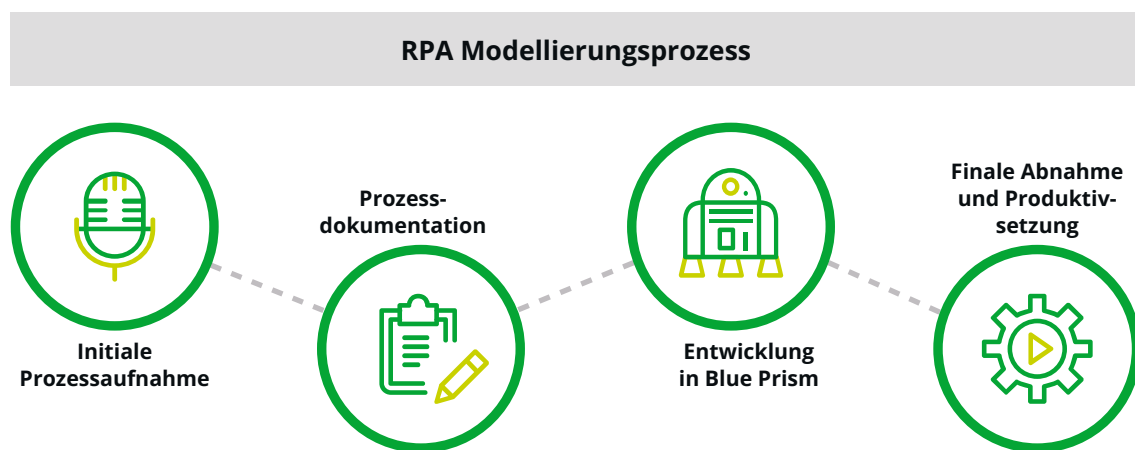 RPA Modellierungsprozess
Initiale
Prozessaufnahme
Prozess-
dokumentation
Entwicklung
in Blue Prism
Finale Abnahme
und Produktiv-
setzung